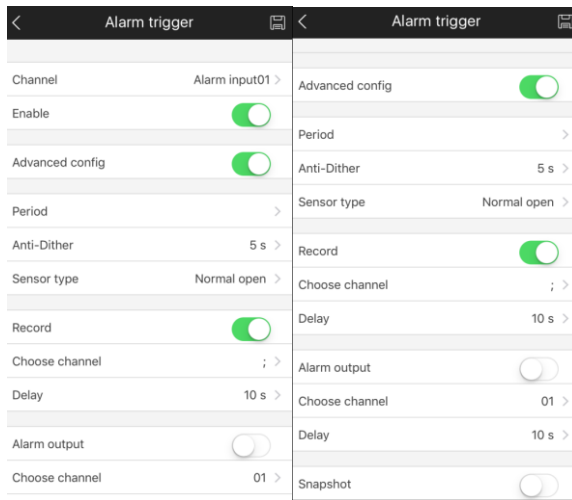 Alarm trigger
Channel Alarm input01
Enable
Advanced config
Period
Anti-Dither 5 s
Sensor type Normal open
Record
Choose channel ;
Delay 10 s
Alarm output
Choose channel 01
Alarm trigger
Advanced config
Period
Anti-Dither 5 s
Sensor type Normal open
Record
Choose channel ;
Delay 10 s
Alarm output
Choose channel 01
Delay 10 s
Snapshot